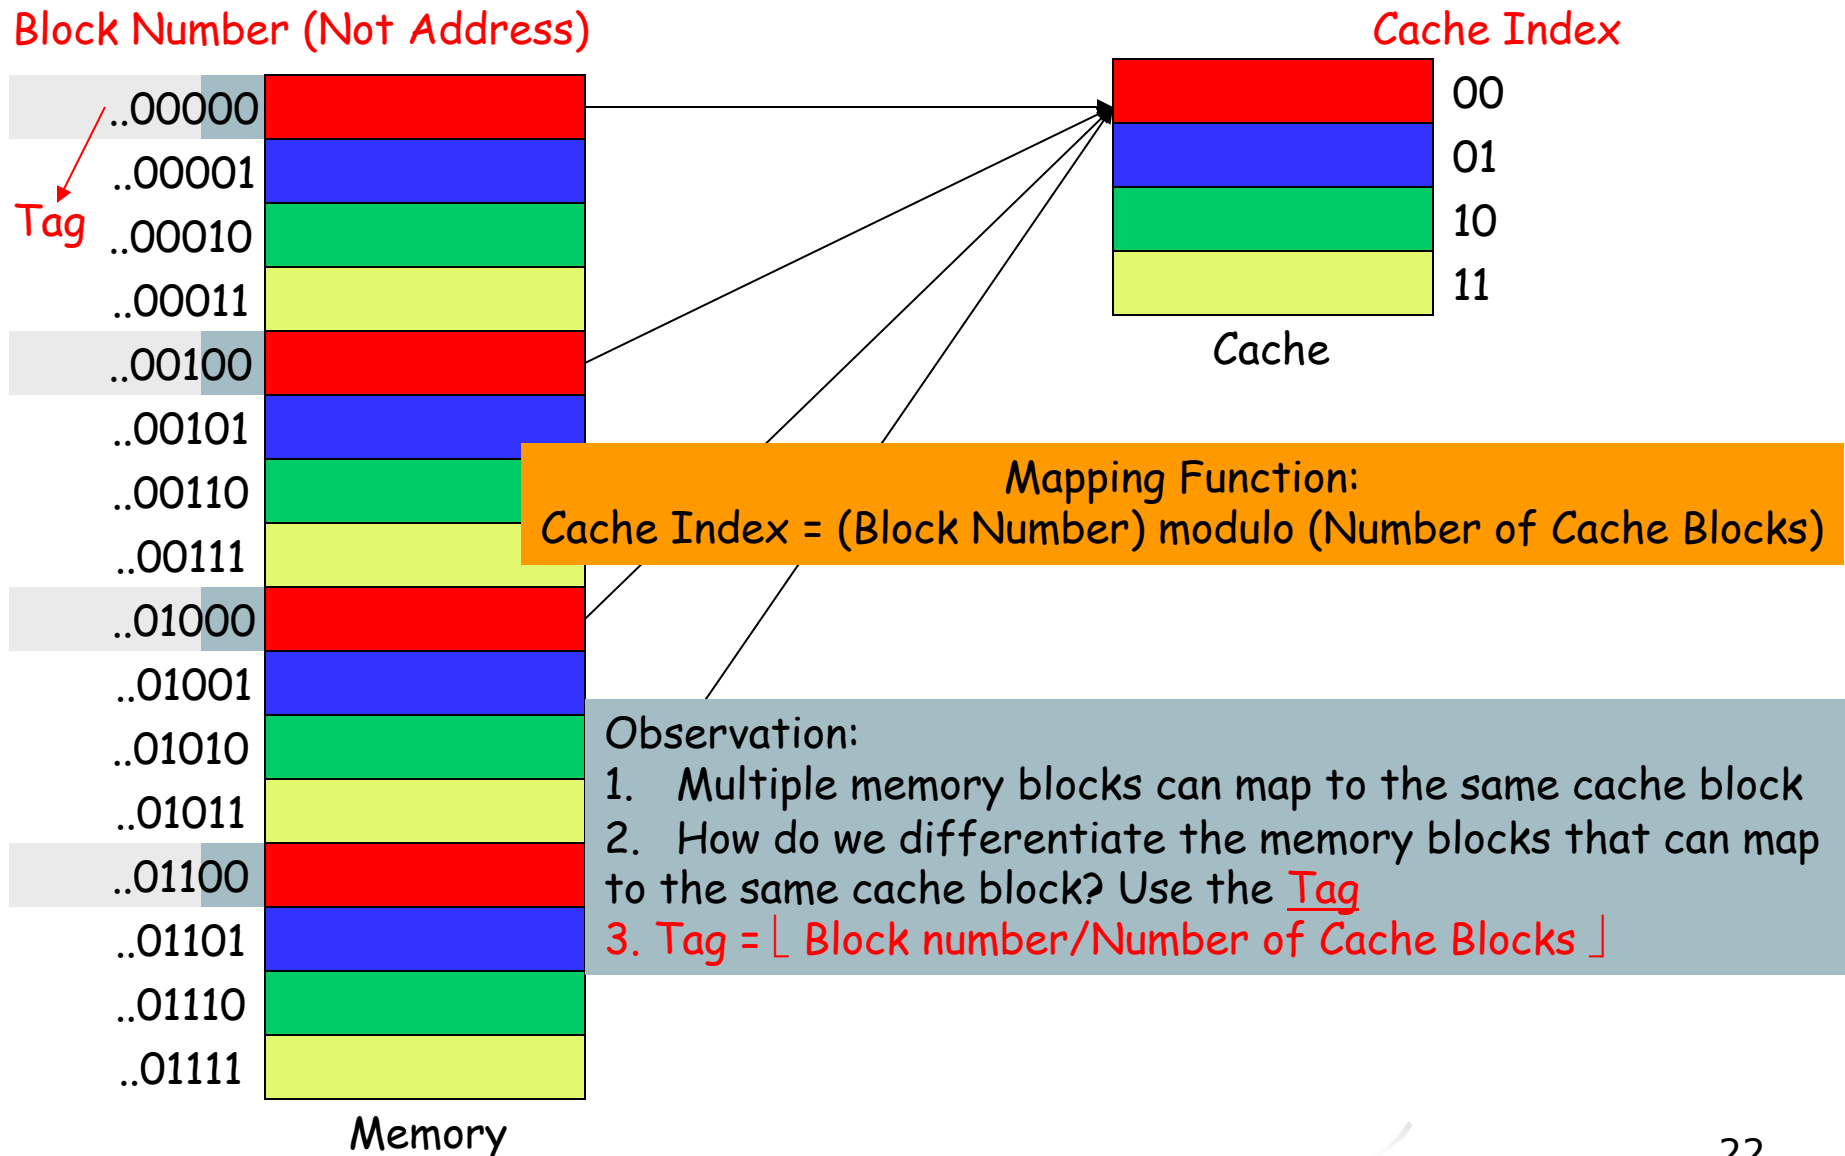 Block Number (Not Address)
Cache Index
..00000
..00001
Tag
..00010
..00011
..00100
..00101
..00110
..00111
..01000
..01001
..01010
..01011
..01100
..01101
..01110
..01111
Memory
00
01
10
11
Cache
Mapping Function:
Cache Index = (Block Number) modulo (Number of Cache Blocks)
Observation:
1. Multiple memory blocks can map to the same cache block
2. How do we differentiate the memory blocks that can map
to the same cache block? Use the Tag
3. Tag = ⌊ Block number/Number of Cache Blocks ⌋
22